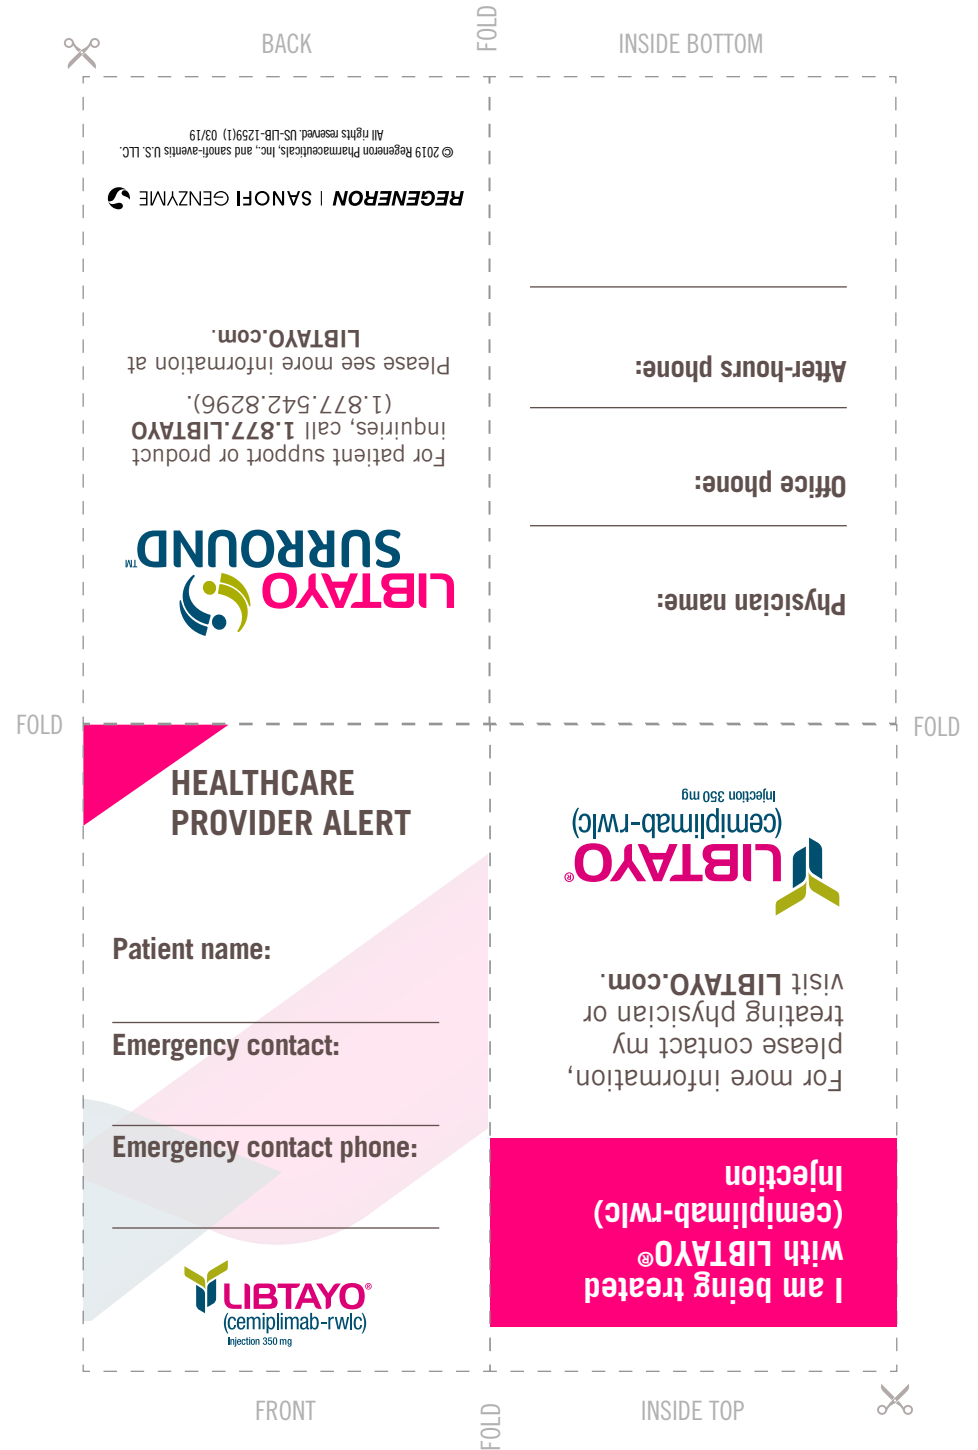 BACK
FOLD
INSIDE BOTTOM
LIBTAYO
SURROUND™
For patient support or product
inquiries, call 1.877.LIBTAYO
(1.877.542.8296).
Please see more information at
LIBTAYO.com.
REGENERON | SANOFI GENZYME
© 2019 Regeneron Pharmaceuticals, Inc., and sanofi-aventis U.S. LLC.
All rights reserved. US-LIB-1259(1) 03/19
Physician name:
Office phone:
After-hours phone:
FOLD
FOLD
HEALTHCARE
PROVIDER ALERT
Patient name:
Emergency contact:
Emergency contact phone:
LIBTAYO®
(cemiplimab-rwlc)
Injection 350 mg
I am being treated
with LIBTAYO®
(cemiplimab-rwlc)
Injection
For more information,
please contact my
treating physician or
visit LIBTAYO.com.
LIBTAYO®
(cemiplimab-rwlc)
Injection 350 mg
FRONT
FOLD
INSIDE TOP